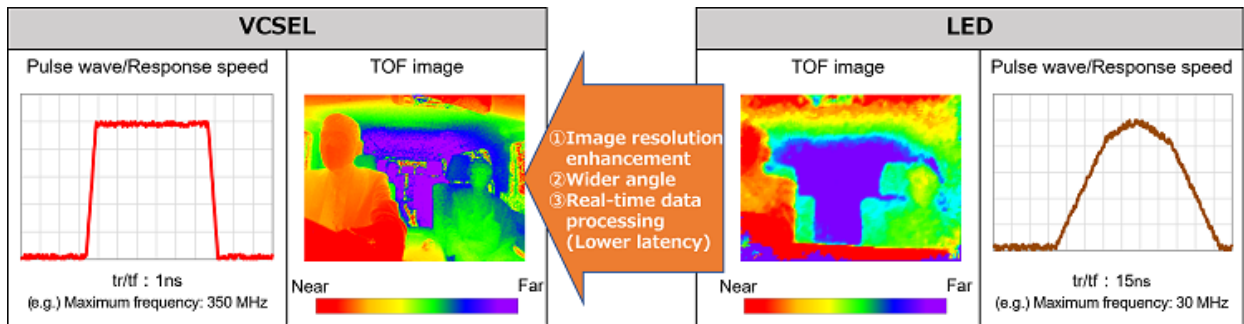 VCSEL
Pulse wave/Response speed
tr/tf : 1ns
(e.g.) Maximum frequency: 350 MHz
TOF image
Near Far
①Image resolution
enhancement
②Wider angle
③Real-time data
processing
(Lower latency)
LED
TOF image
Near Far
Pulse wave/Response speed
tr/tf : 15ns
(e.g.) Maximum frequency: 30 MHz